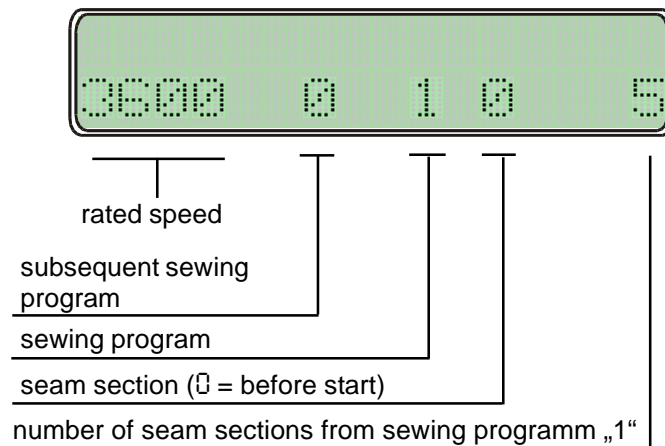 3600 0 1 0 5
rated speed
subsequent sewing
program
sewing program
seam section (0 = before start)
number of seam sections from sewing programm „1“